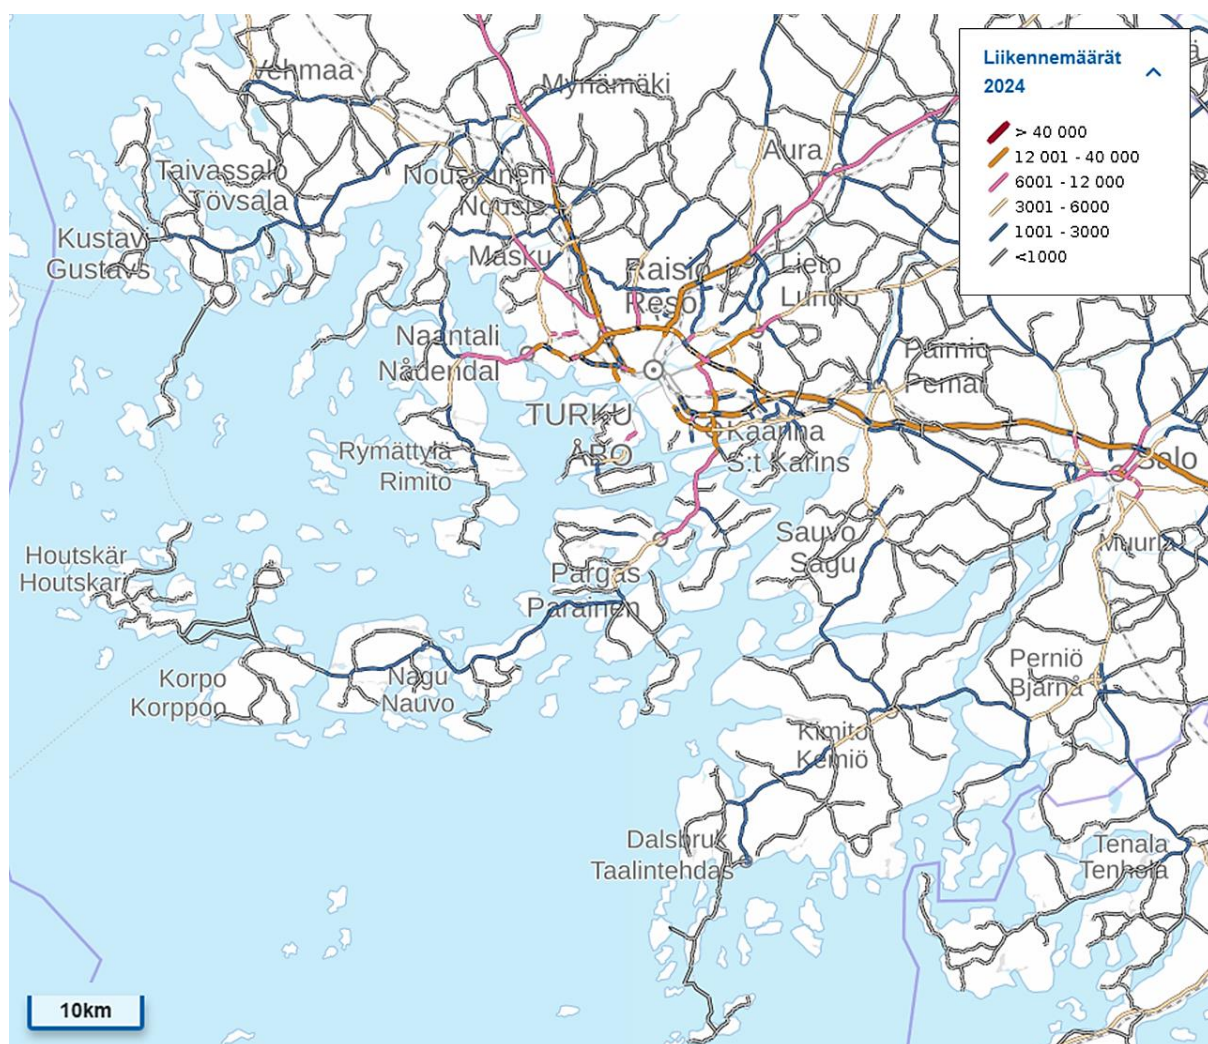 Liikennemäärät
2024
> 40 000
12 001 - 40 000
6001 - 12 000
3001 - 6000
1001 - 3000
<1000
Vehmaa
Mynämäki
Aura
Taivassalo
Tövsala
Nousiainen
Nousis
Kustavi
Gustavs
Masku
Raisio
Reso
Lieto
Lundo
Naantali
Nådendal
Paimio
Pemar
TURKU
ÅBO
Kaarina
S:t Karins
Salo
Rymättylä
Rimito
Sauvo
Sagu
Muurla
Houtskär
Houtskari
Pargas
Parainen
Korpo
Korppoo
Nagu
Nauvo
Perniö
Bjärnå
Kimito
Kemiö
Dalsbruk
Taalintehdas
Tenala
Tenhola
10km